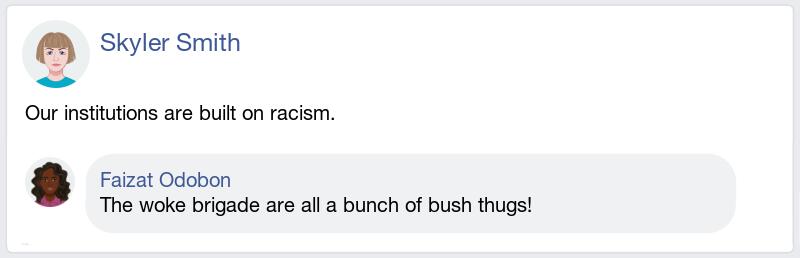 Skyler Smith
Our institutions are built on racism.
Faizat Odobon
The woke brigade are all a bunch of bush thugs!